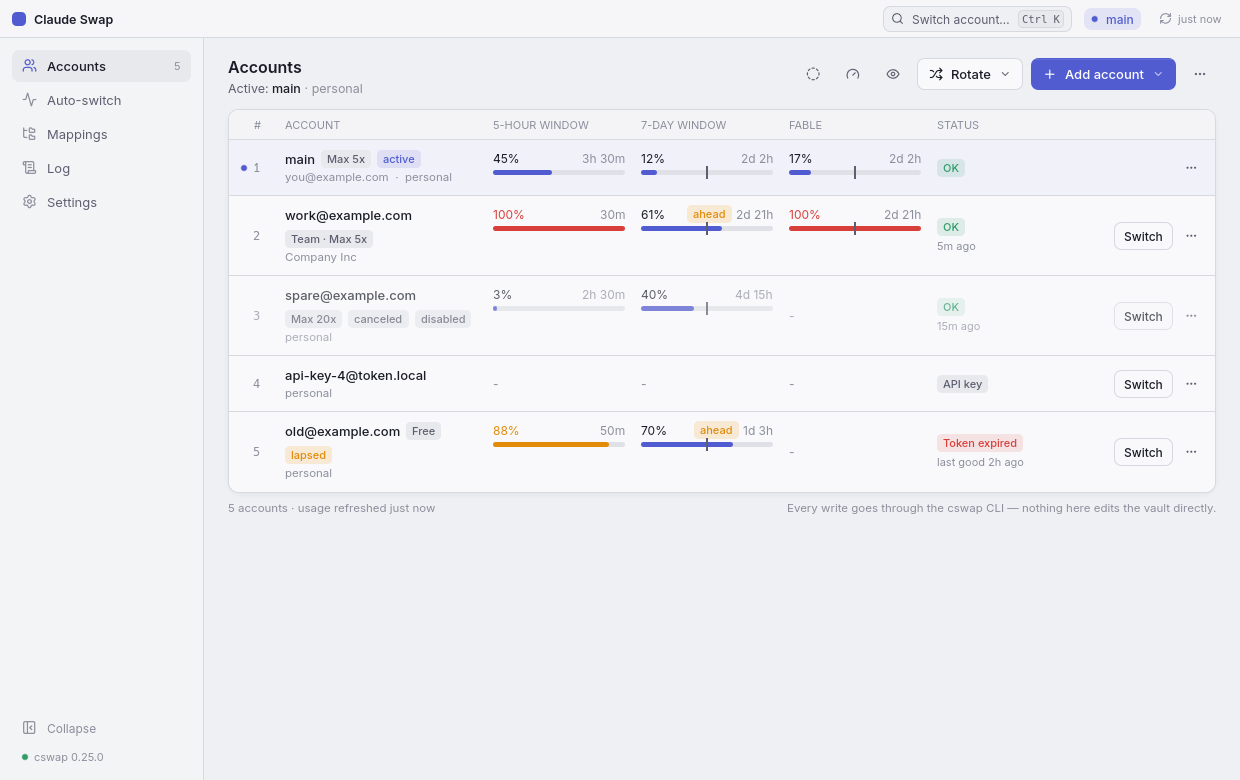 Claude Swap
Switch account... Ctrl K
main
just now
Accounts 5
Auto-switch
Mappings
Log
Settings
Collapse
cswap 0.25.0
Accounts
Active: main · personal
Rotate
Add account
# ACCOUNT 5-HOUR WINDOW 7-DAY WINDOW FABLE STATUS
1 main Max 5x active 45% 3h 30m 12% 2d 2h 17% 2d 2h OK
you@example.com · personal
work@example.com 100% 30m 61% ahead 2d 21h 100% 2d 21h OK
2 Team · Max 5x 5m ago Switch
Company Inc
spare@example.com 3% 2h 30m 40% 4d 15h OK
3 Max 20x canceled disabled - 15m ago Switch
personal
4 api-key-4@token.local - - - API key Switch
personal
old@example.com Free 88% 50m 70% ahead 1d 3h Token expired
5 lapsed - last good 2h ago Switch
personal
5 accounts · usage refreshed just now
Every write goes through the cswap CLI — nothing here edits the vault directly.